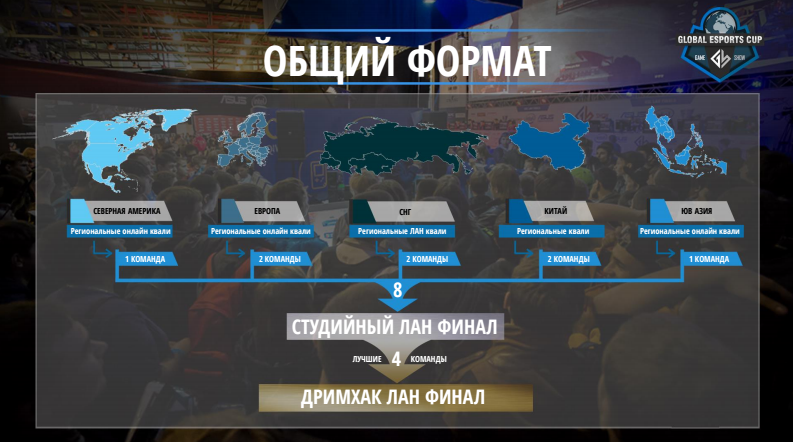 GLOBAL ESPORTS CUP
GAME SHOW
ОБЩИЙ ФОРМАТ
ASUS
СЕВЕРНАЯ АМЕРИКА
ЕВРОПА
СНГ
КИТАЙ
ЮВ АЗИЯ
Региональные онлайн квали
Региональные онлайн квали
Региональные ЛАН квали
Региональные квали
Региональные онлайн квали
1 КОМАНДА
2 КОМАНДЫ
2 КОМАНДЫ
2 КОМАНДЫ
1 КОМАНДА
8
СТУДИЙНЫЙ ЛАН ФИНАЛ
ЛУЧШИЕ 4 КОМАНДЫ
ДРИМХАК ЛАН ФИНАЛ